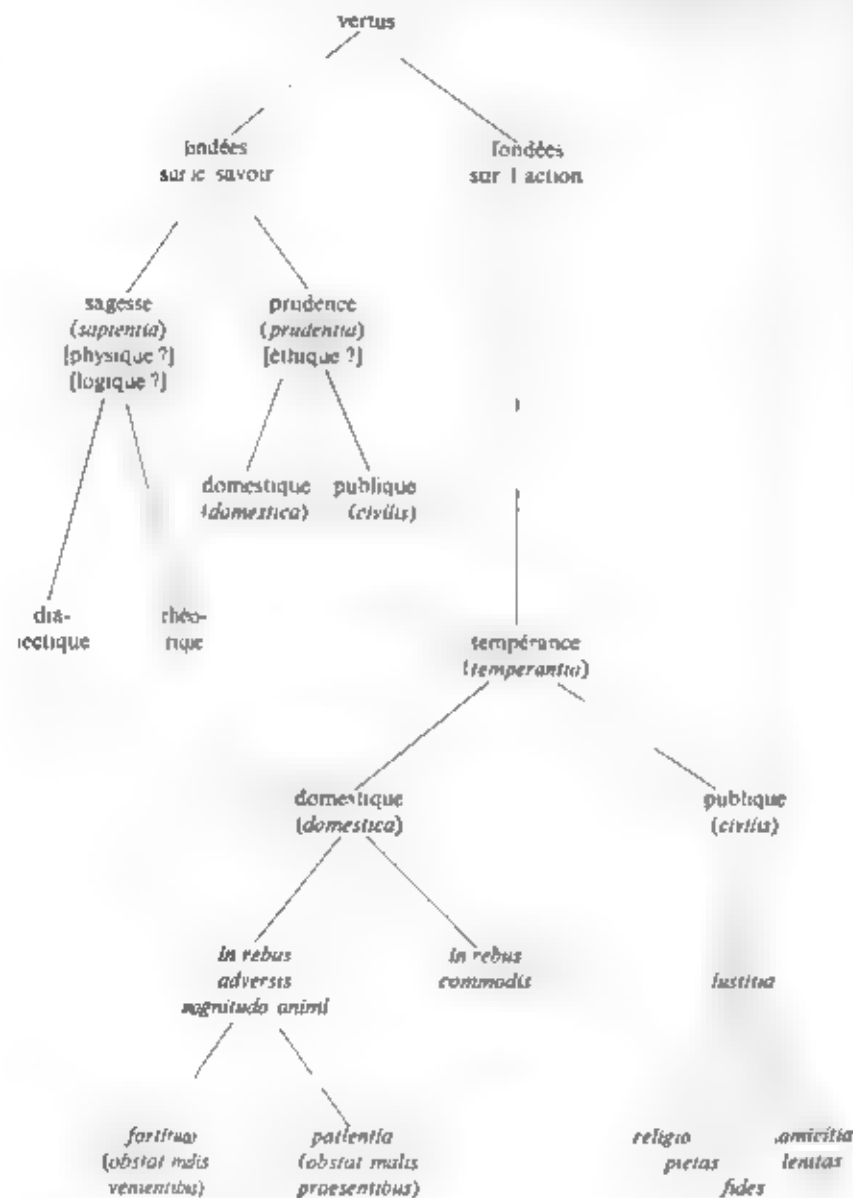 vertus
fondées fondées
sur le savoir sur l'action
sagesse prudence
(sapientia) (prudentia)
[physique ?] [éthique ?]
[logique ?]
domestique publique
(domestica) (civilis)
dia- rhéo-
lectique rique
tempérance
(temperantia)
domestique publique
(domestica) (civilis)
in rebus in rebus
adversis commodis iustitia
magnitudo animi
fortitudo patientia religio amicitia
(obstat malis (obstat malis pietas lenitas
venientibus) praesentibus) fides